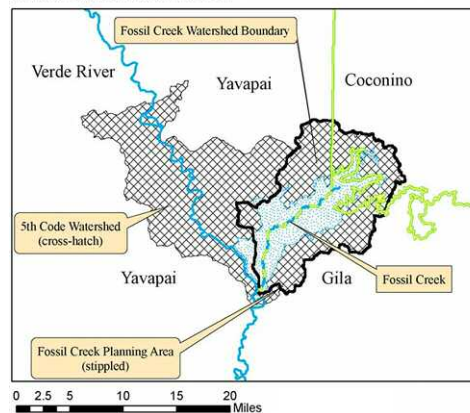 Fossil Creek Watershed Boundary
Verde River
Yavapai
Coconino
5th Code Watershed
(cross-hatch)
Yavapai
Gila
Fossil Creek
Fossil Creek Planning Area
(stippled)
0 2.5 5 10 15 20
Miles